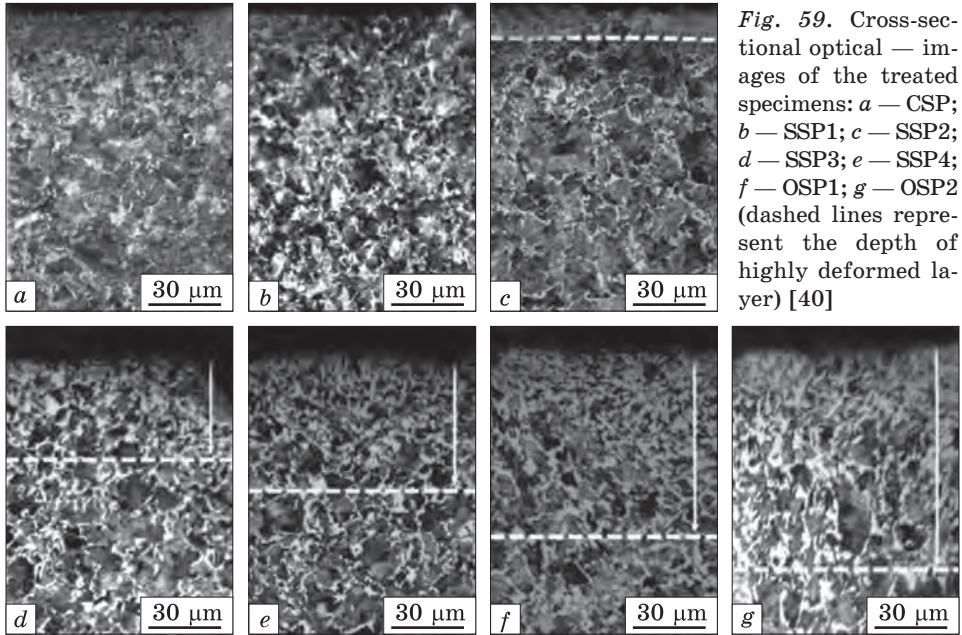 Fig. 59. Cross-sec-
tional optical — im-
ages of the treated
specimens: a — CSP;
b — SSP1; c — SSP2;
d — SSP3; e — SSP4;
f — OSP1; g — OSP2
(dashed lines repre-
sent the depth of
highly deformed la-
yer) [40]
a 30 µm
b 30 µm
c 30 µm
d 30 µm
e 30 µm
f 30 µm
g 30 µm